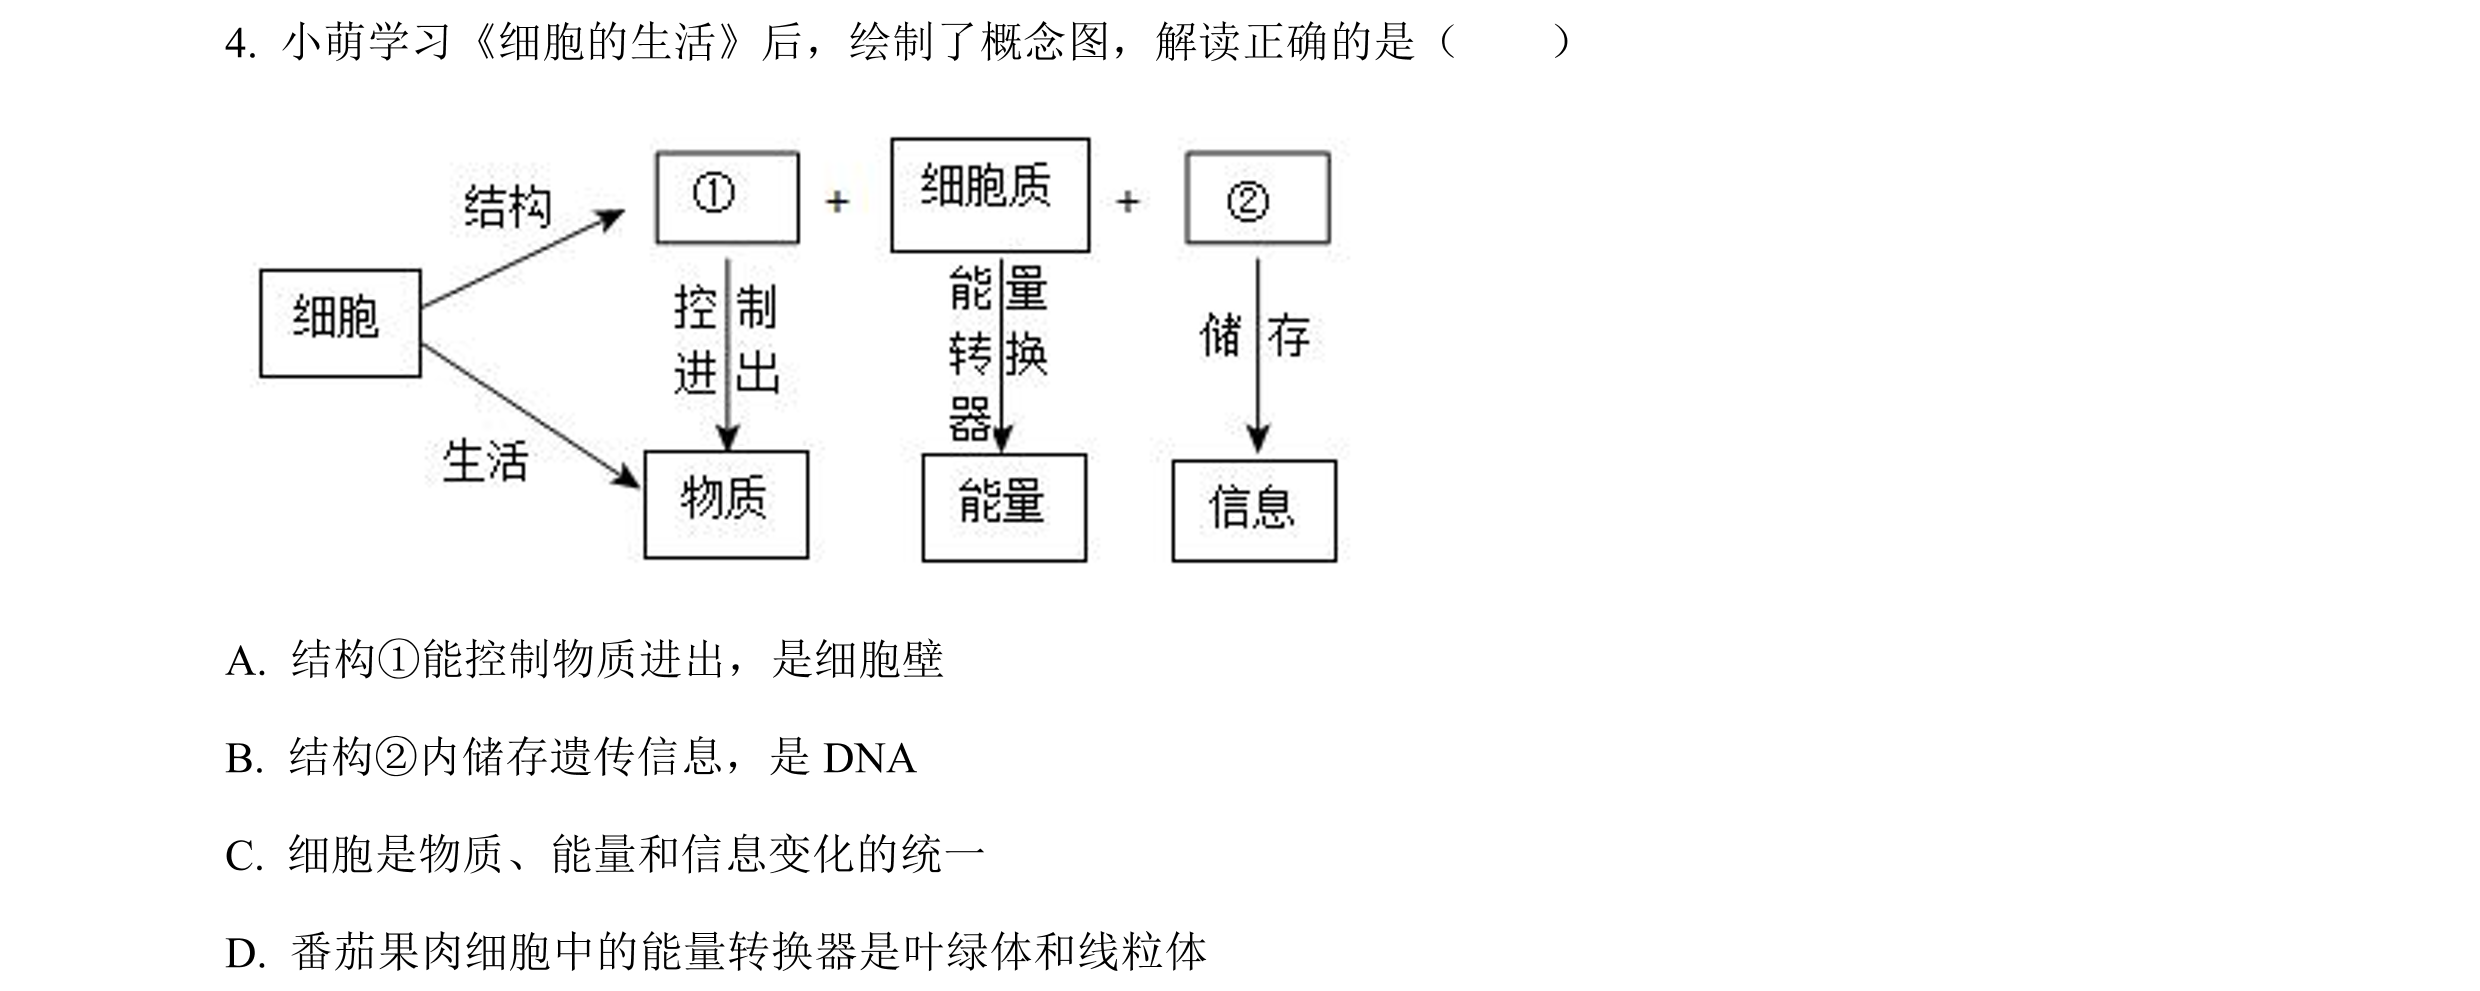 4. 小萌学习《细胞的生活》后，绘制了概念图，解读正确的是（　　）
① + 细胞质 + ②
结构
细胞
控制进出
能量转换器
储存
生活
物质
能量
信息
A. 结构①能控制物质进出，是细胞壁
B. 结构②内储存遗传信息，是 DNA
C. 细胞是物质、能量和信息变化的统一
D. 番茄果肉细胞中的能量转换器是叶绿体和线粒体